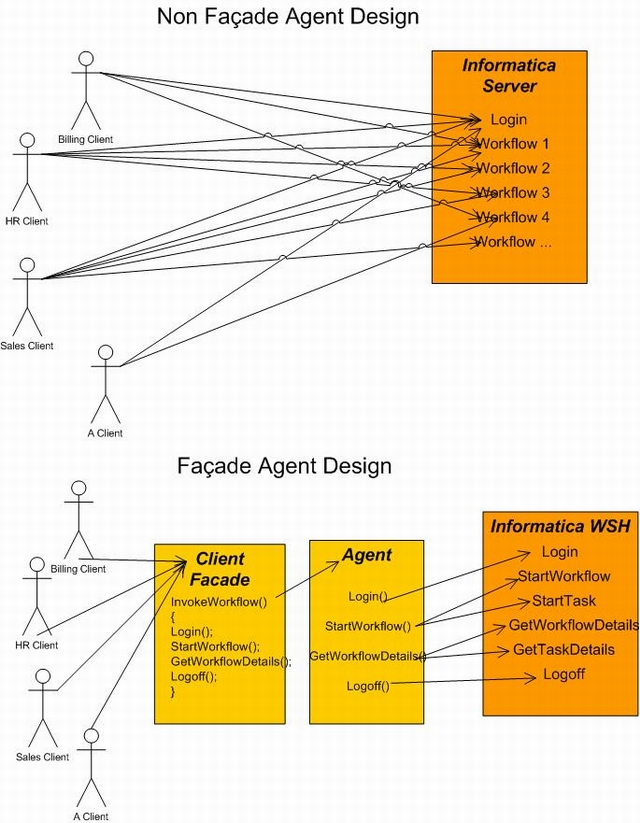 Non Façade Agent Design
Informatica
Server
Billing Client
Login
Workflow 1
HR Client
Workflow 2
Workflow 3
Workflow 4
Workflow ...
Sales Client
A Client
Façade Agent Design
Billing Client
HR Client
Sales Client
A Client
Client
Facade
InvokeWorkflow()
{
Login();
StartWorkflow();
GetWorkflowDetails();
Logoff();
}
Agent
Login()
StartWorkflow()
GetWorkflowDetails()
Logoff()
Informatica WSH
Login
StartWorkflow
StartTask
GetWorkflowDetails
GetTaskDetails
Logoff